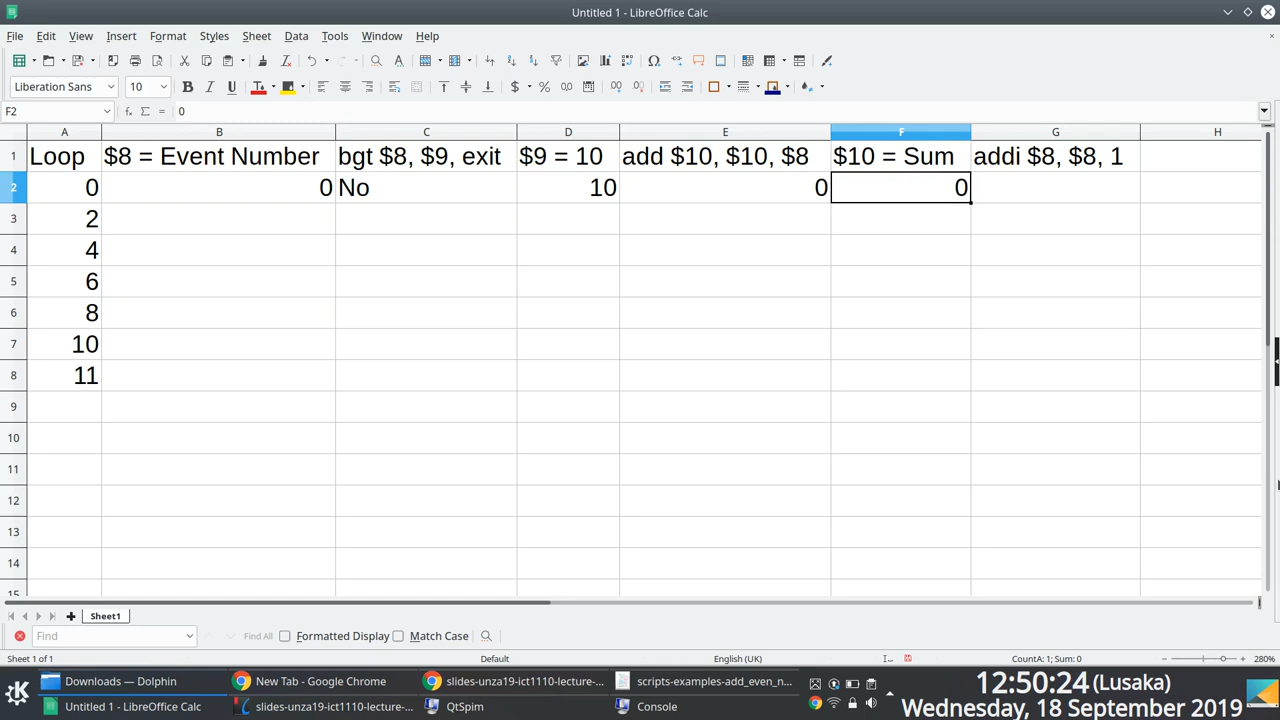 Untitled 1 - LibreOffice Calc
File Edit View Insert Format Styles Sheet Data Tools Window Help
Liberation Sans 10
F2 0
A B C D E F G H
1 Loop $8 = Event Number bgt $8, $9, exit $9 = 10 add $10, $10, $8 $10 = Sum addi $8, $8, 1
2 0 0 No 10 0 0
3 2
4 4
5 6
6 8
7 10
8 11
9
10
11
12
13
14
15
Sheet1
Find Find All Formatted Display Match Case
Sheet 1 of 1 Default English (UK) CountA: 1; Sum: 0 280%
Downloads — Dolphin New Tab - Google Chrome slides-unza19-ict1110-lecture-... scripts-examples-add_even_n... 12:50:24 (Lusaka)
Untitled 1 - LibreOffice Calc slides-unza19-ict1110-lecture-... QtSpim Console Wednesday, 18 September 2019